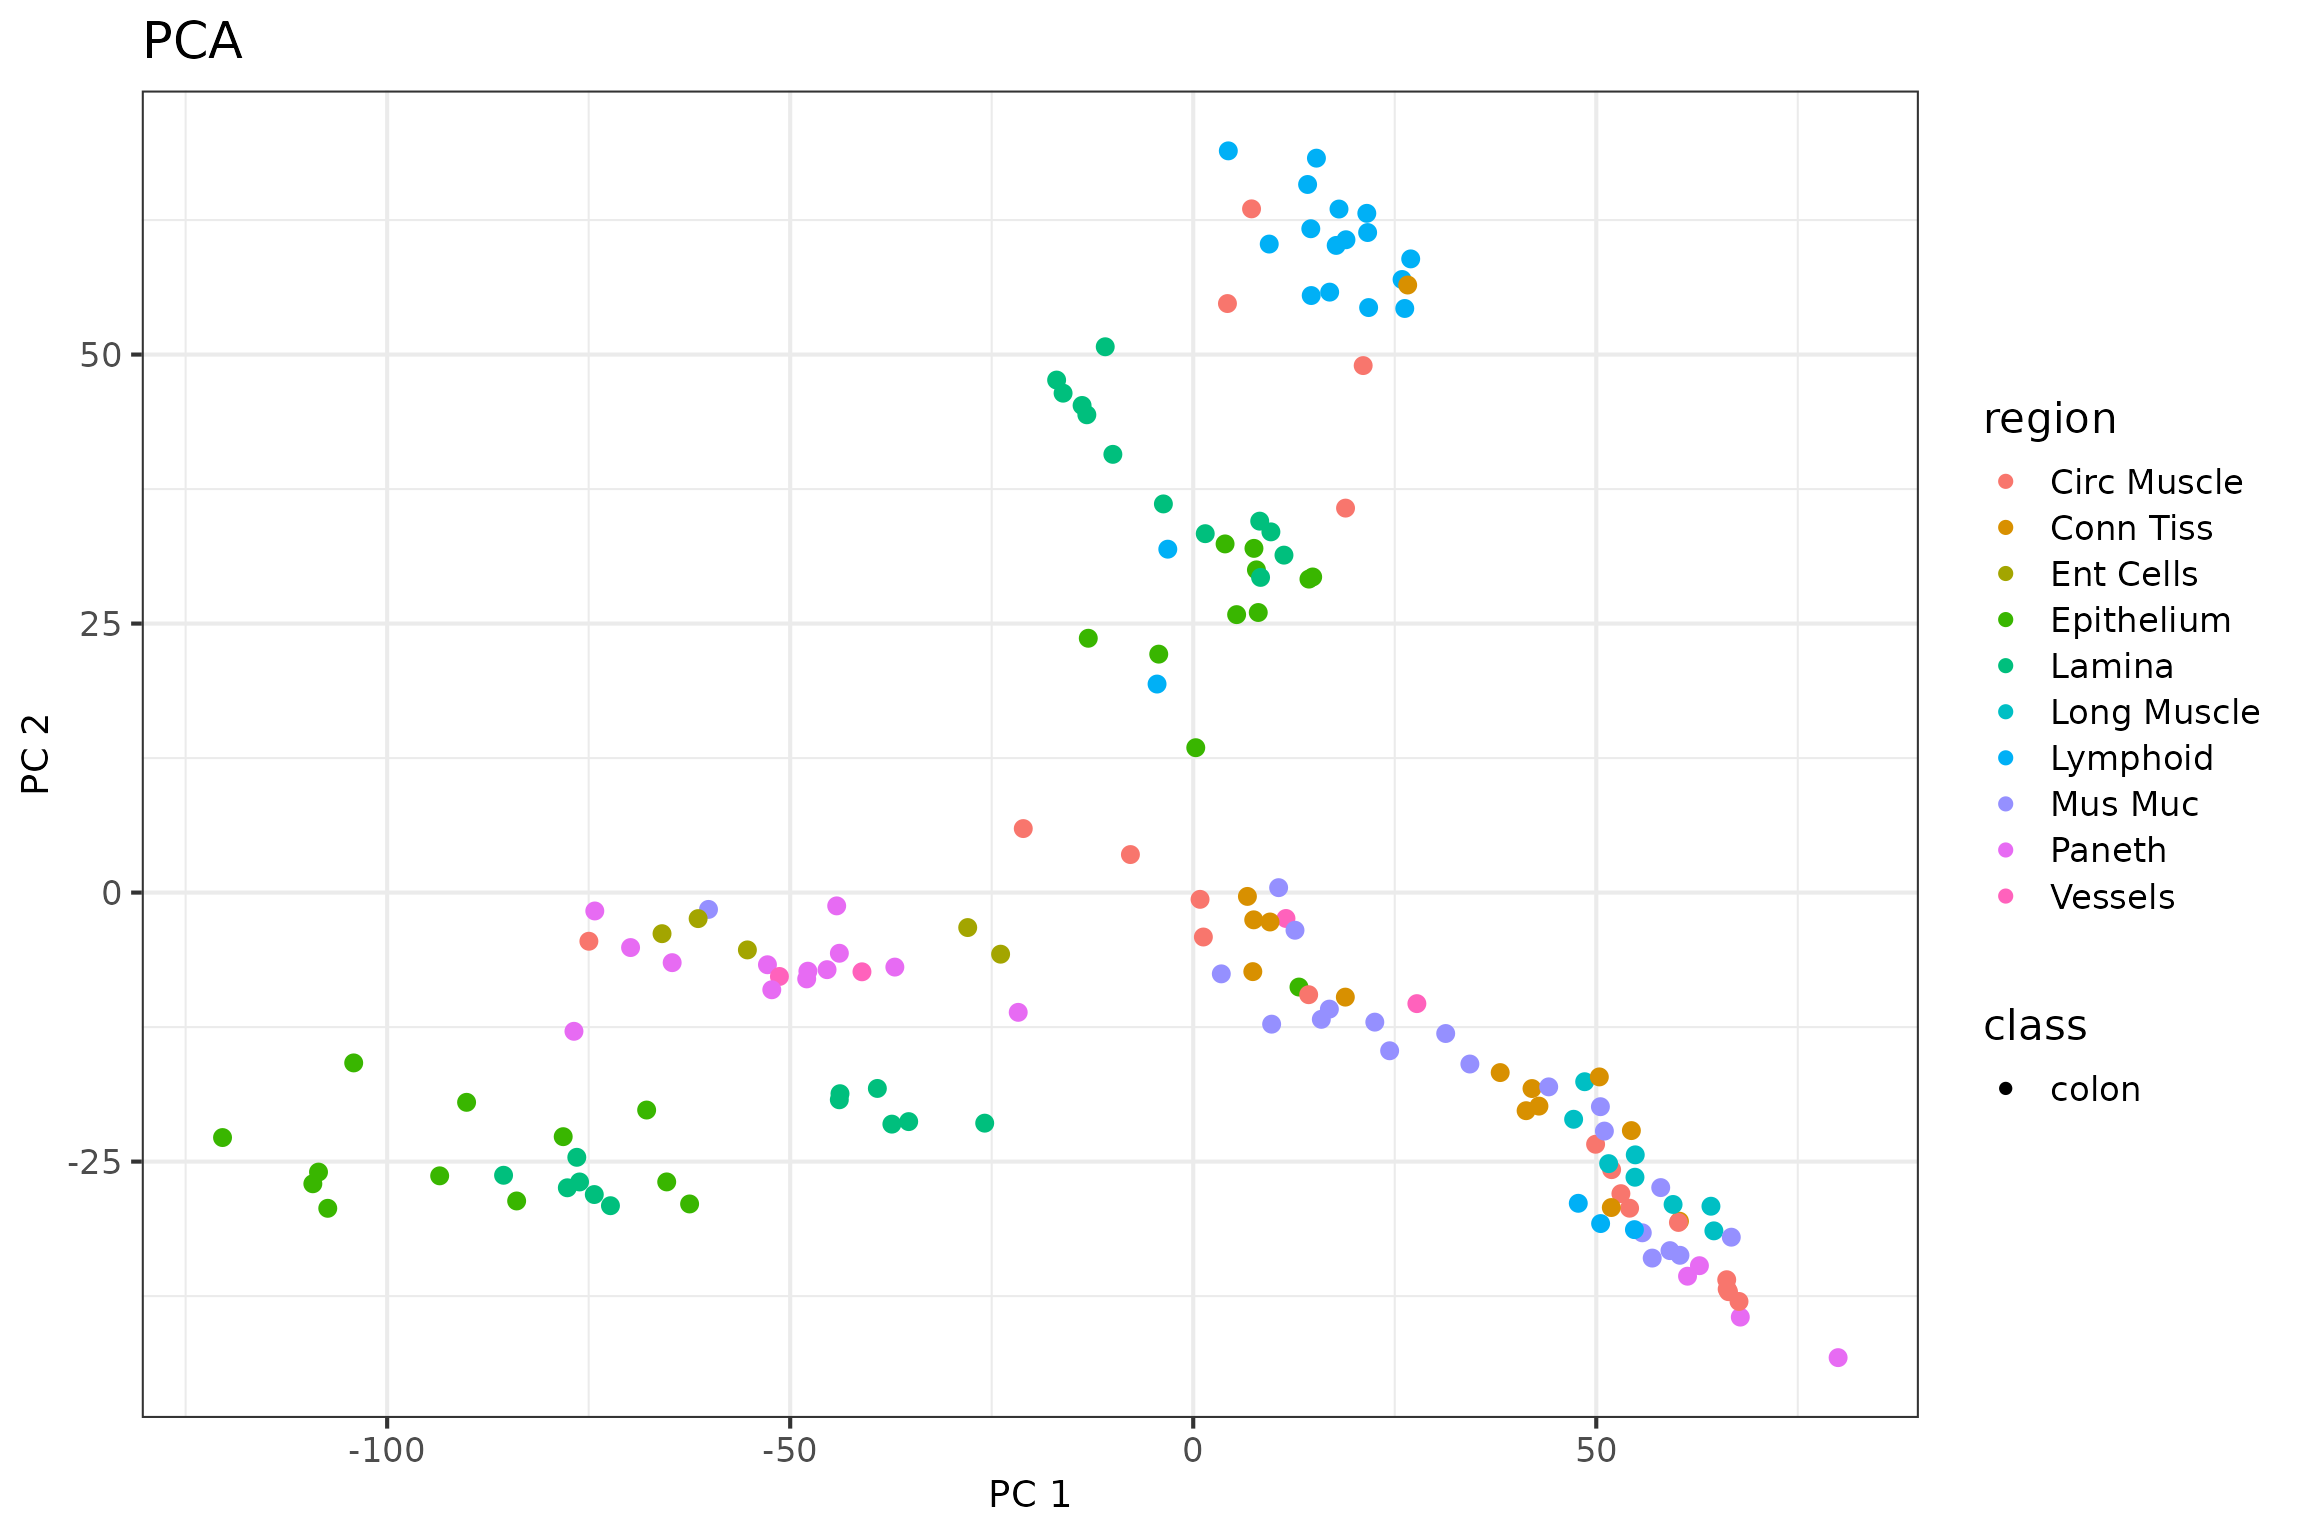 PCA
50
25
0
-25
PC 2
-100
-50
0
50
PC 1
region
Circ Muscle
Conn Tiss
Ent Cells
Epithelium
Lamina
Long Muscle
Lymphoid
Mus Muc
Paneth
Vessels
class
colon